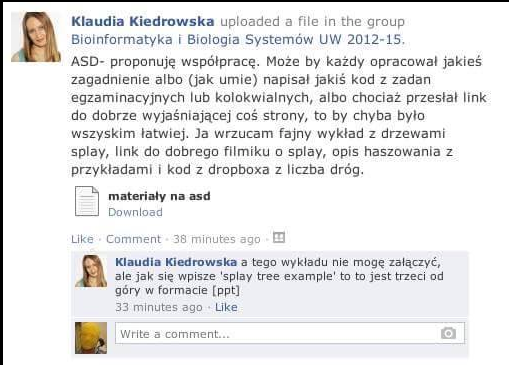 Klaudia Kiedrowska uploaded a file in the group
Bioinformatyka i Biologia Systemów UW 2012-15.
ASD- proponuję współpracę. Może by każdy opracował jakieś
zagadnienie albo (jak umie) napisał jakiś kod z zadan
egzaminacyjnych lub kolokwialnych, albo chociaż przesłał link
do dobrze wyjaśniającej coś strony, to by chyba było
wszyskim łatwiej. Ja wrzucam fajny wykład z drzewami
splay, link do dobrego filmiku o splay, opis haszowania z
przykładami i kod z dropboxa z liczba dróg.
materiały na asd
Download
Like · Comment · 38 minutes ago ·
Klaudia Kiedrowska a tego wykładu nie mogę załączyć,
ale jak się wpisze 'splay tree example' to to jest trzeci od
góry w formacie [ppt]
33 minutes ago · Like
Write a comment...